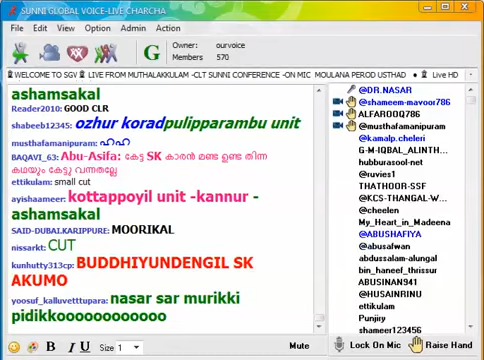 SUNNI GLOBAL VOICE-LIVE CHARCHA
File Edit View Option Admin Action
G Owner: ourvoice
Members 570
WELCOME TO SGV LIVE FROM MUTHALAKKULAM -CLT SUNNI CONFERENCE -ON MIC MOULANA PEROD USTHAD Live HD
ashamsakal
Reader2010: GOOD CLR
shabeeb12345: ozhur koradpulipparambu unit
musthafamanipuram: ഹഹ
BAQAVI_63: Abu-Asifa: കേട്ട SK കാരൻ മണ്ട ഉണ്ട തിന്ന
കഥയും കേട്ടു വന്നതല്ലേ
ettikulam: small cut
ayishaameer: kottappoyil unit -kannur -
ashamsakal
SAID-DUBAI.KARIPPURE: MOORIKAL
nissarkt: CUT
kunhutty313cp: BUDDHIYUNDENGIL SK
AKUMO
yoosuf_kalluvetttupara: nasar sar murikki
pidikkoooooooooooo
@DR.NASAR
@shameem-mavoor786
ALFAROOQ786
@musthafamanipuram
@kamalp.cheleri
G-M-IQBAL_ALINTH...
hubburasool-net
@ruvies1
THATHOOR-SSF
@KCS-THANGAL-W...
@cheelen
My_Heart_in_Madeena
@ABUSHAFIYA
@abusafwan
abdussalam-alungal
bin_haneef_thrissur
ABUSINAN941
@HUSAINRINU
ettikulam
Punjiry
shameer123456
B I U Size 1 Mute Lock On Mic Raise Hand